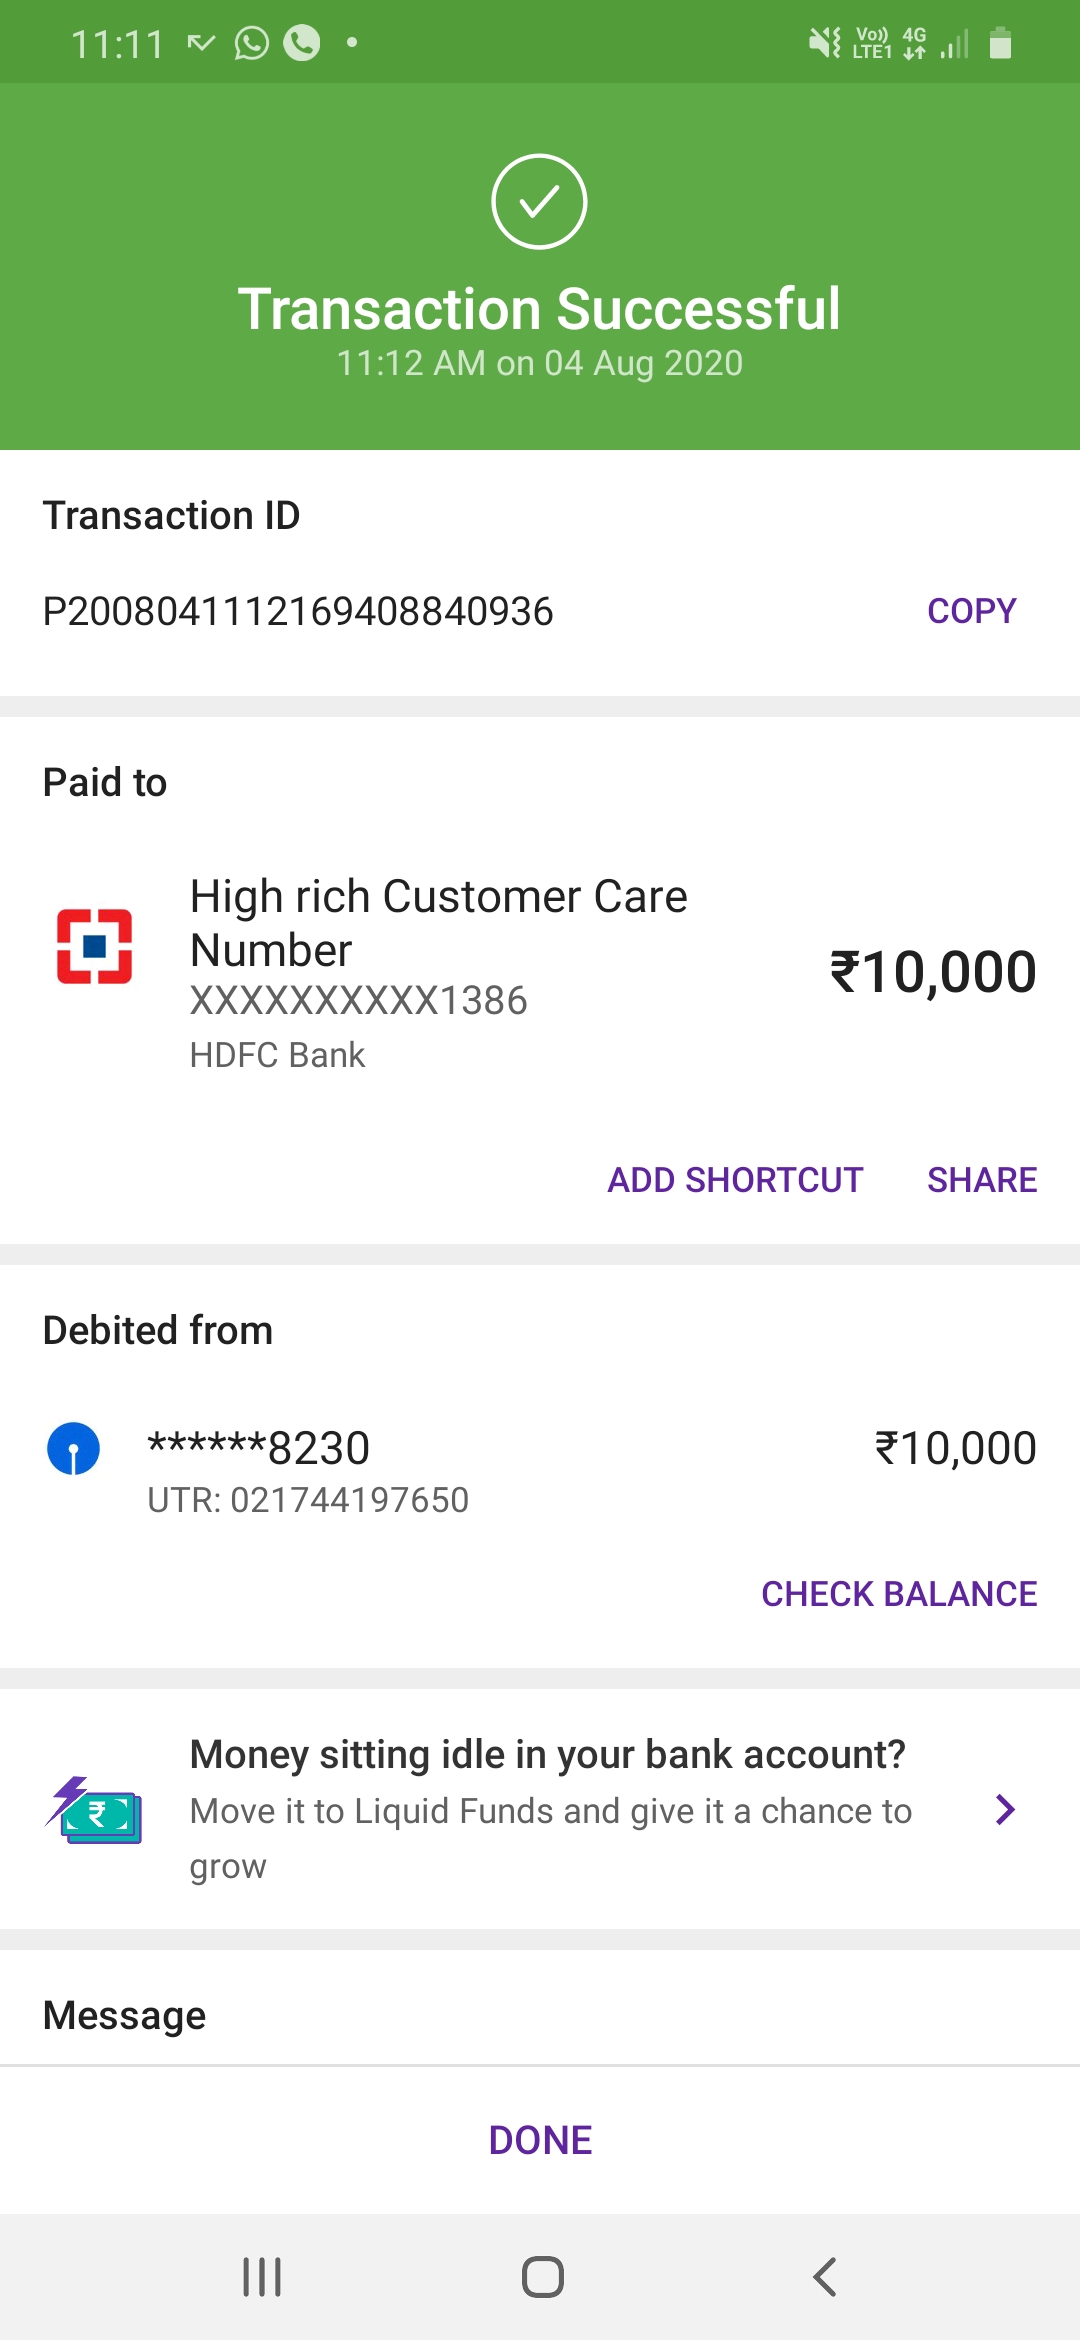 11:11
Vo)) 4G
LTE1
Transaction Successful
11:12 AM on 04 Aug 2020
Transaction ID
P2008041112169408840936
COPY
Paid to
High rich Customer Care
Number
XXXXXXXXXX1386
HDFC Bank
₹10,000
ADD SHORTCUT SHARE
Debited from
******8230
₹10,000
UTR: 021744197650
CHECK BALANCE
Money sitting idle in your bank account?
Move it to Liquid Funds and give it a chance to
grow
₹
Message
DONE